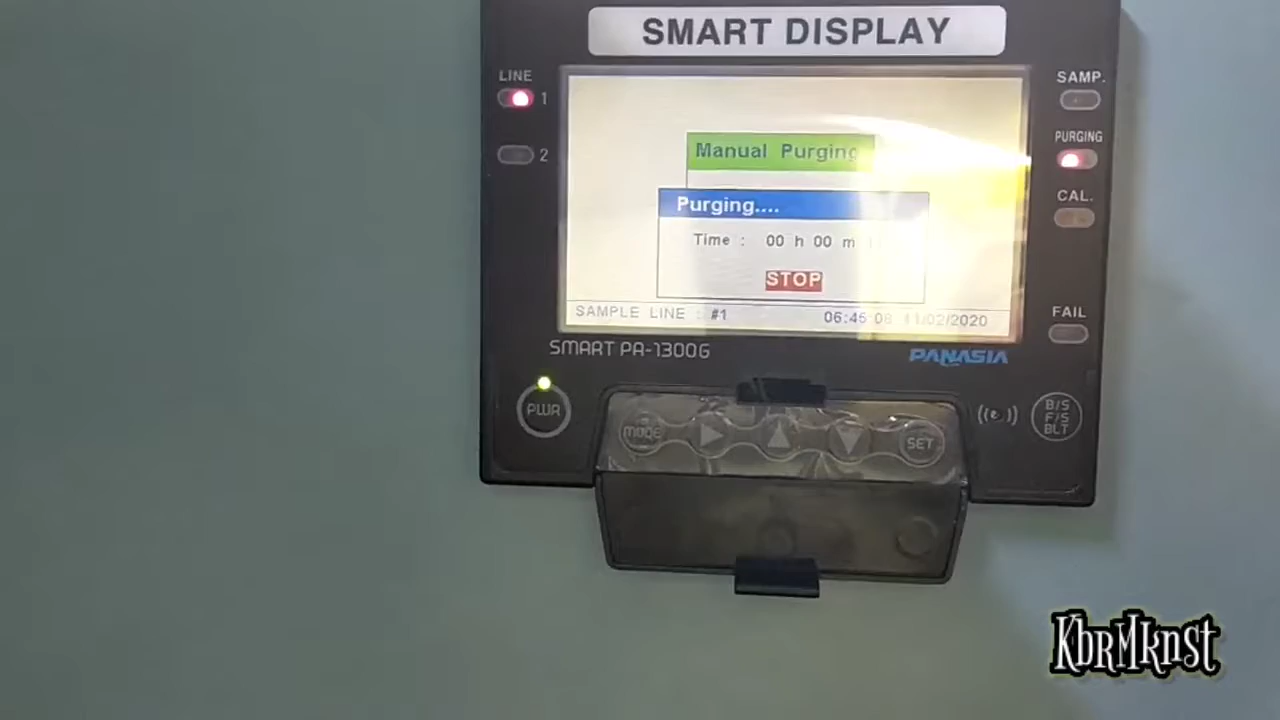 SMART DISPLAY
LINE
1
2
SAMP.
PURGING
CAL.
FAIL
Manual Purging
Purging....
Time : 00 h 00 m
STOP
SAMPLE LINE : #1
06:45:08 11/02/2020
SMART PA-1300G
PANASIA
PWR
MODE
SET
B/S
F/S
BLT
KbrMknst